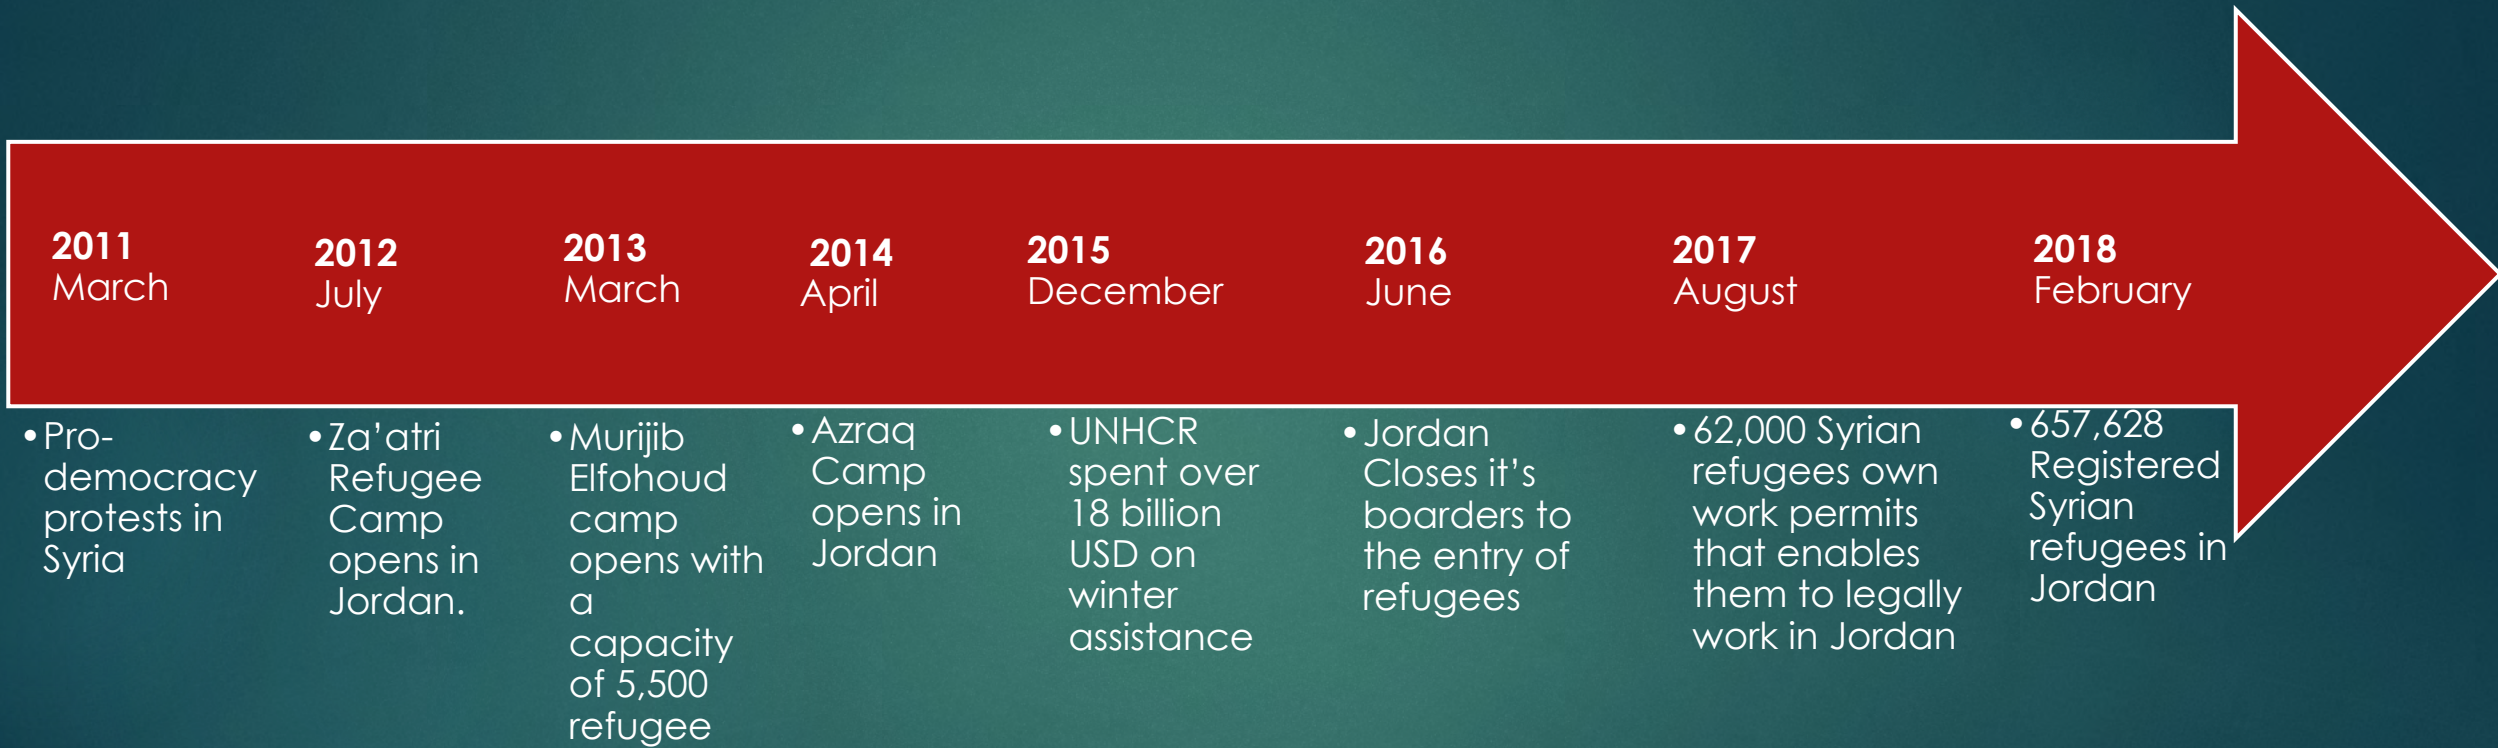 2011
March
2012
July
2013
March
2014
April
2015
December
2016
June
2017
August
2018
February
•Pro-
democracy
protests in
Syria
•Za’atri
Refugee
Camp
opens in
Jordan.
•Murijib
Elfohoud
camp
opens with
a
capacity
of 5,500
refugee
•Azraq
Camp
opens in
Jordan
•UNHCR
spent over
18 billion
USD on
winter
assistance
•Jordan
Closes it’s
boarders to
the entry of
refugees
•62,000 Syrian
refugees own
work permits
that enables
them to legally
work in Jordan
•657,628
Registered
Syrian
refugees in
Jordan